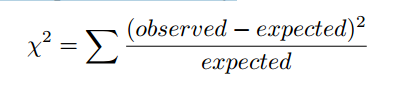 χ² = ∑ (observed − expected)² / expected